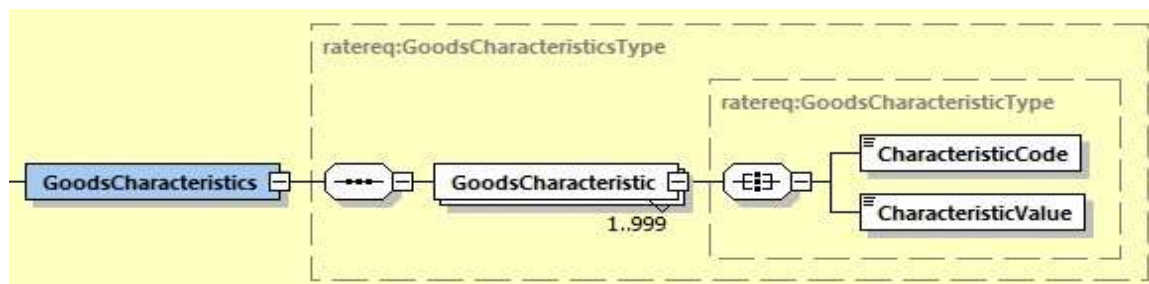 ratereq:GoodsCharacteristicsType
ratereq:GoodsCharacteristicType
CharacteristicCode
GoodsCharacteristics
GoodsCharacteristic
CharacteristicValue
1..999